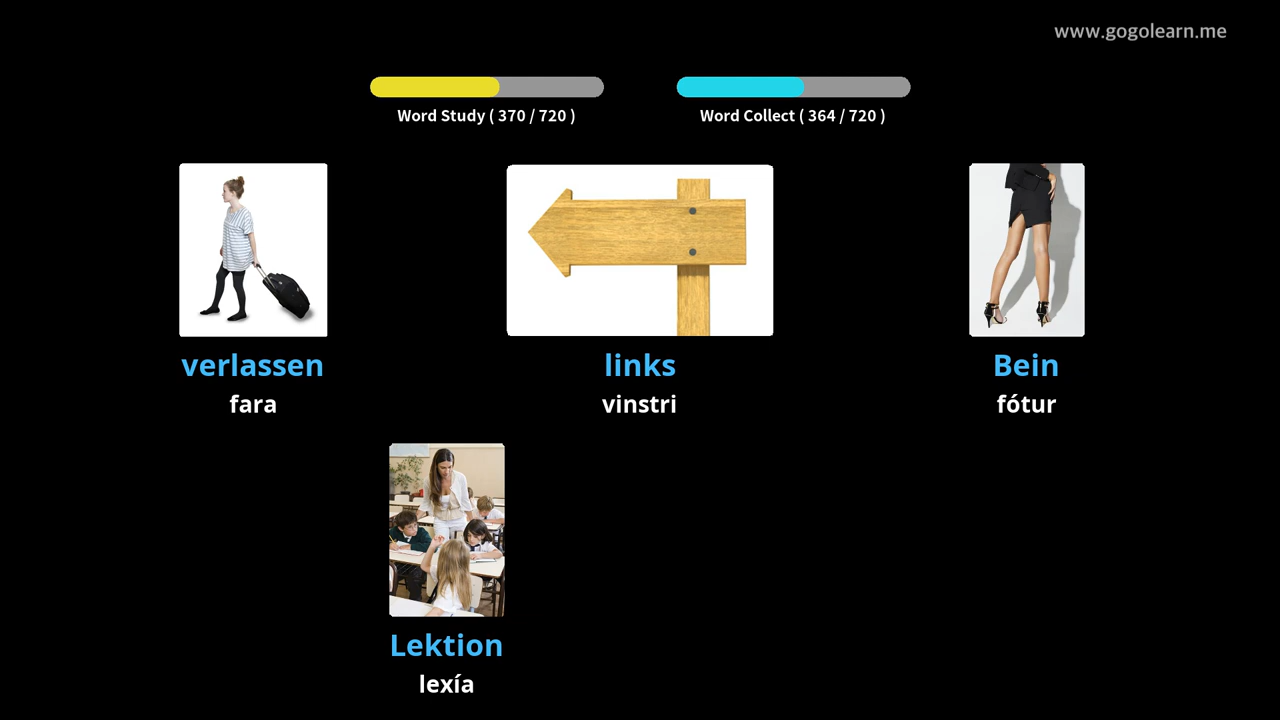 www.gogolearn.me
Word Study ( 370 / 720 )
Word Collect ( 364 / 720 )
verlassen
fara
links
vinstri
Bein
fótur
Lektion
lexía